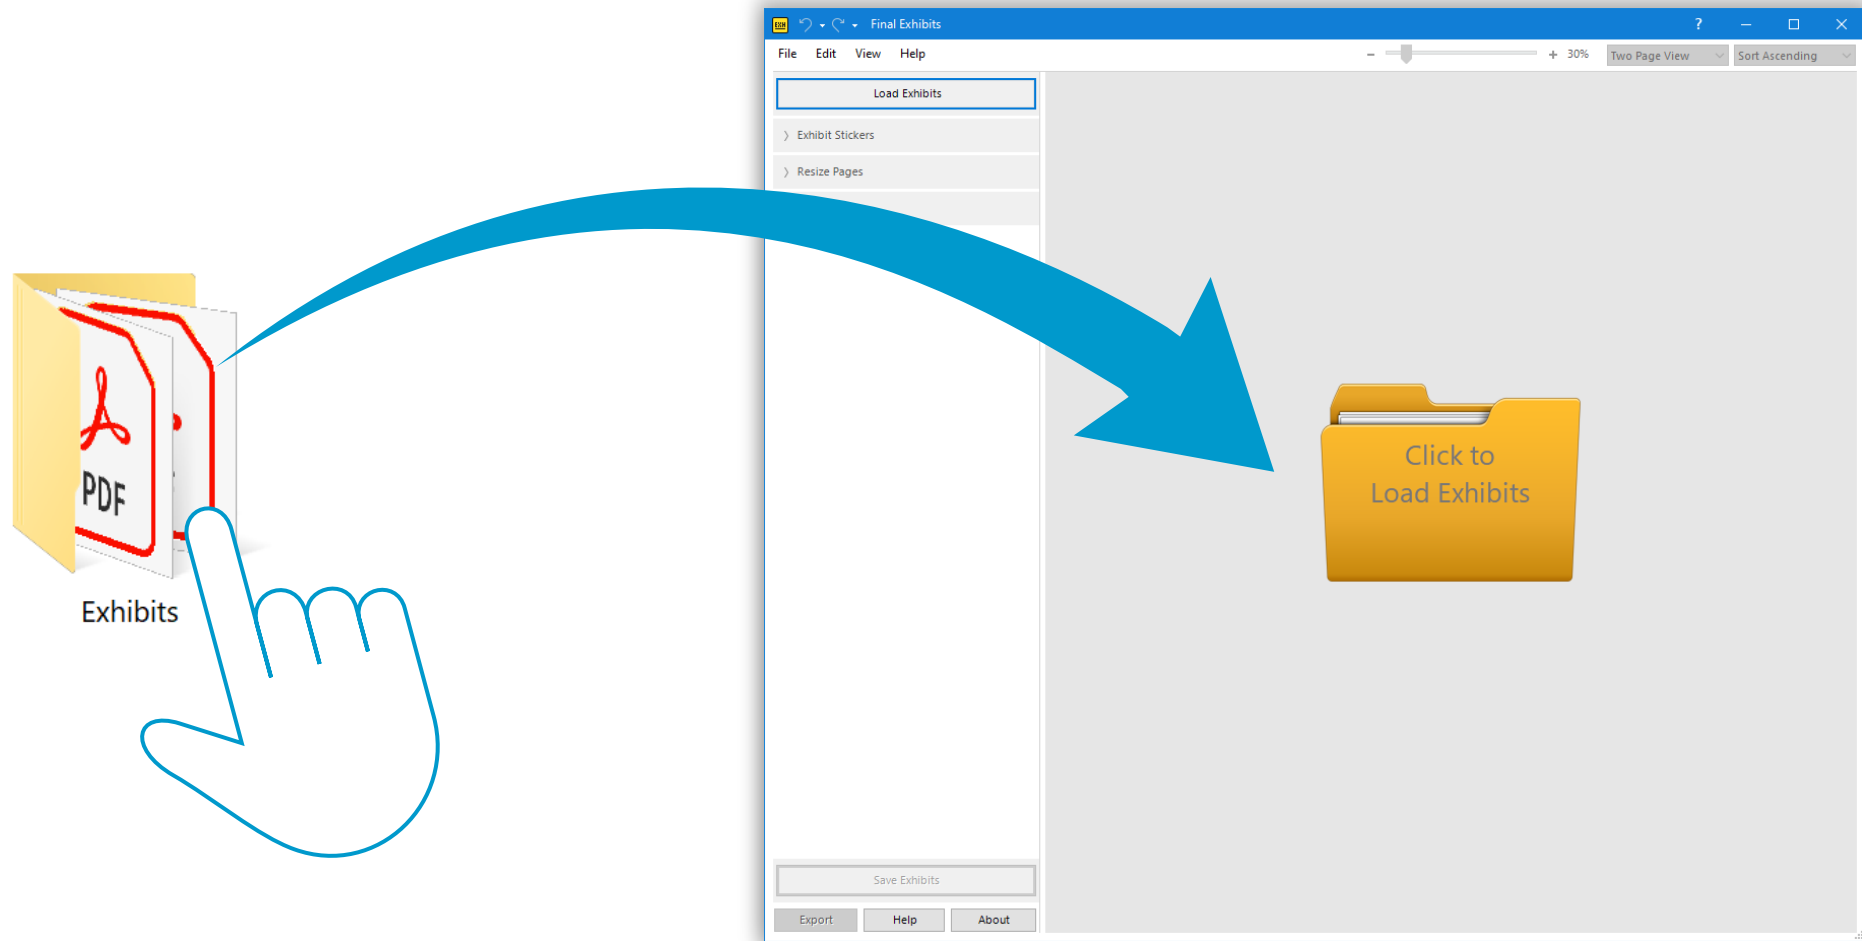 EXH
Final Exhibits
?
File Edit View Help
30%
Two Page View
Sort Ascending
Load Exhibits
Exhibit Stickers
Resize Pages
PDF
Exhibits
Click to
Load Exhibits
Save Exhibits
Export
Help
About